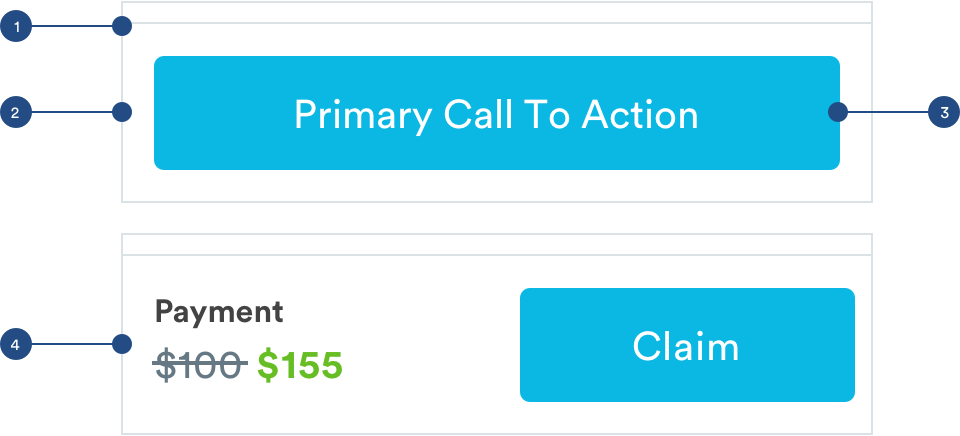 1
2
Primary Call To Action
3
Payment
$100 $155
Claim
4